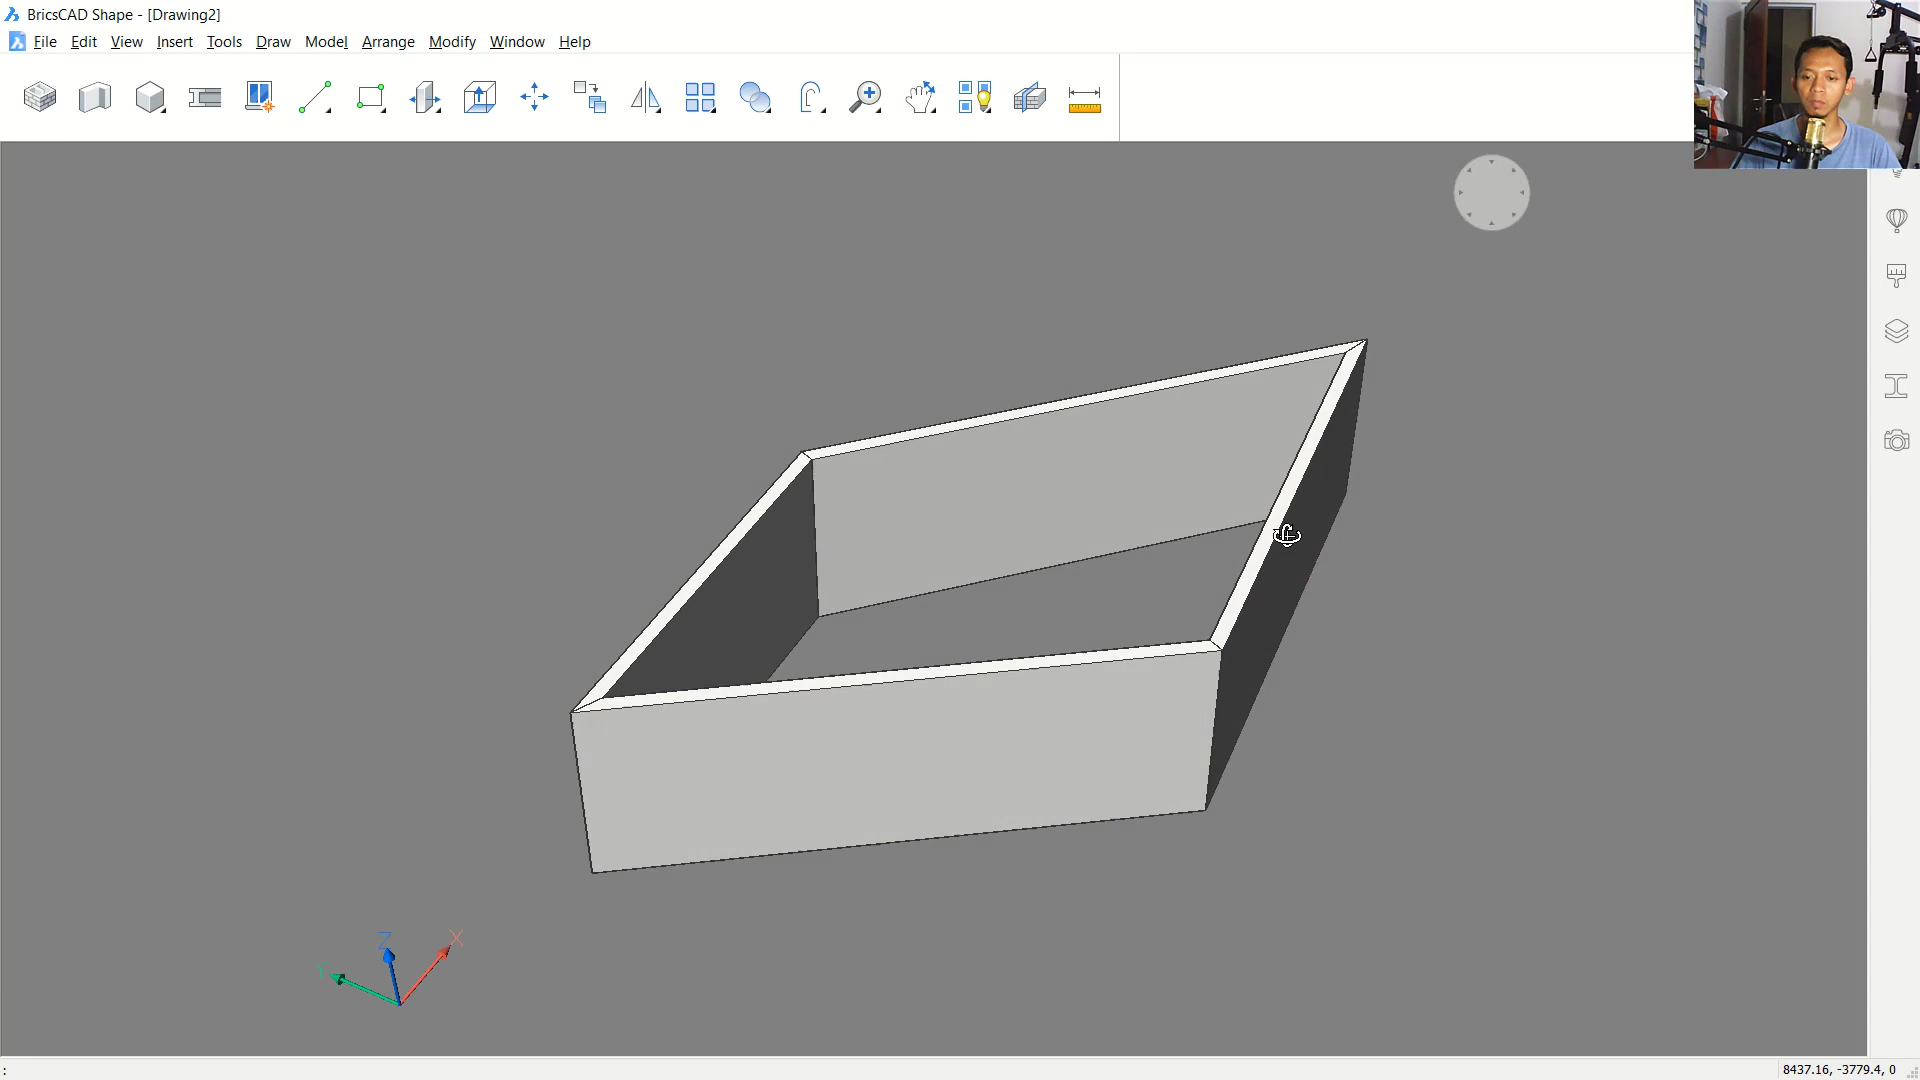 BricsCAD Shape - [Drawing2]
File Edit View Insert Tools Draw Model Arrange Modify Window Help
Z X
Y
: 8437.16, -3779.4, 0